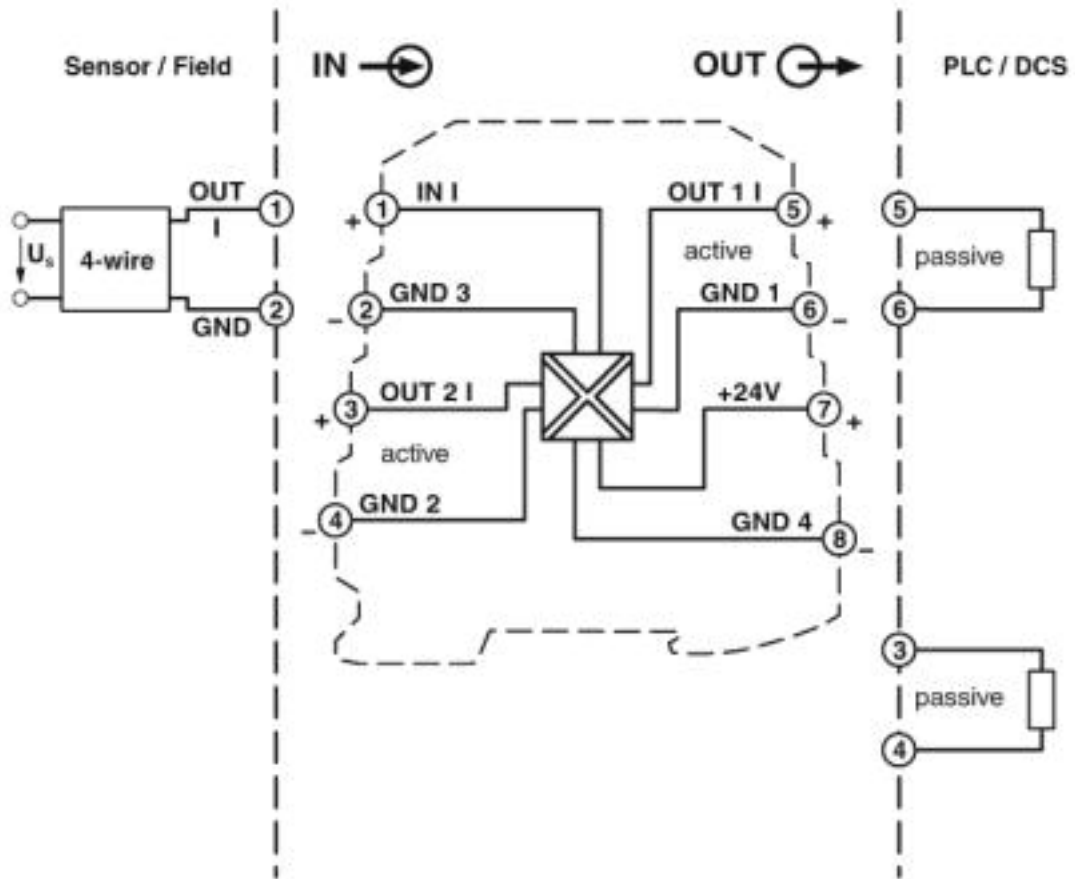 Sensor / Field
IN
OUT
PLC / DCS
OUT
I
1
2
GND
Us
4-wire
+ 1 IN I
- 2 GND 3
+ 3 OUT 2 I
active
- 4 GND 2
OUT 1 I 5 +
active
GND 1 6 -
+24V 7 +
GND 4 8 -
5
passive
6
3
passive
4